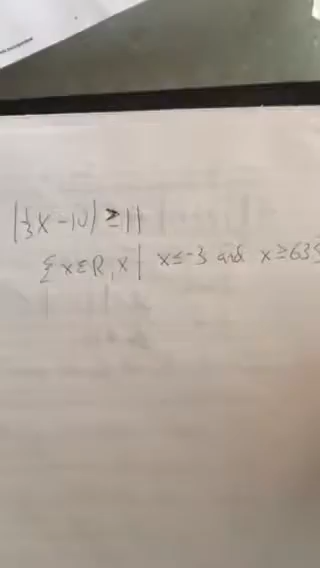 |⅓x - 10| ≥ 11
{x∈R, x | x ≤ -3 and x ≥ 63}